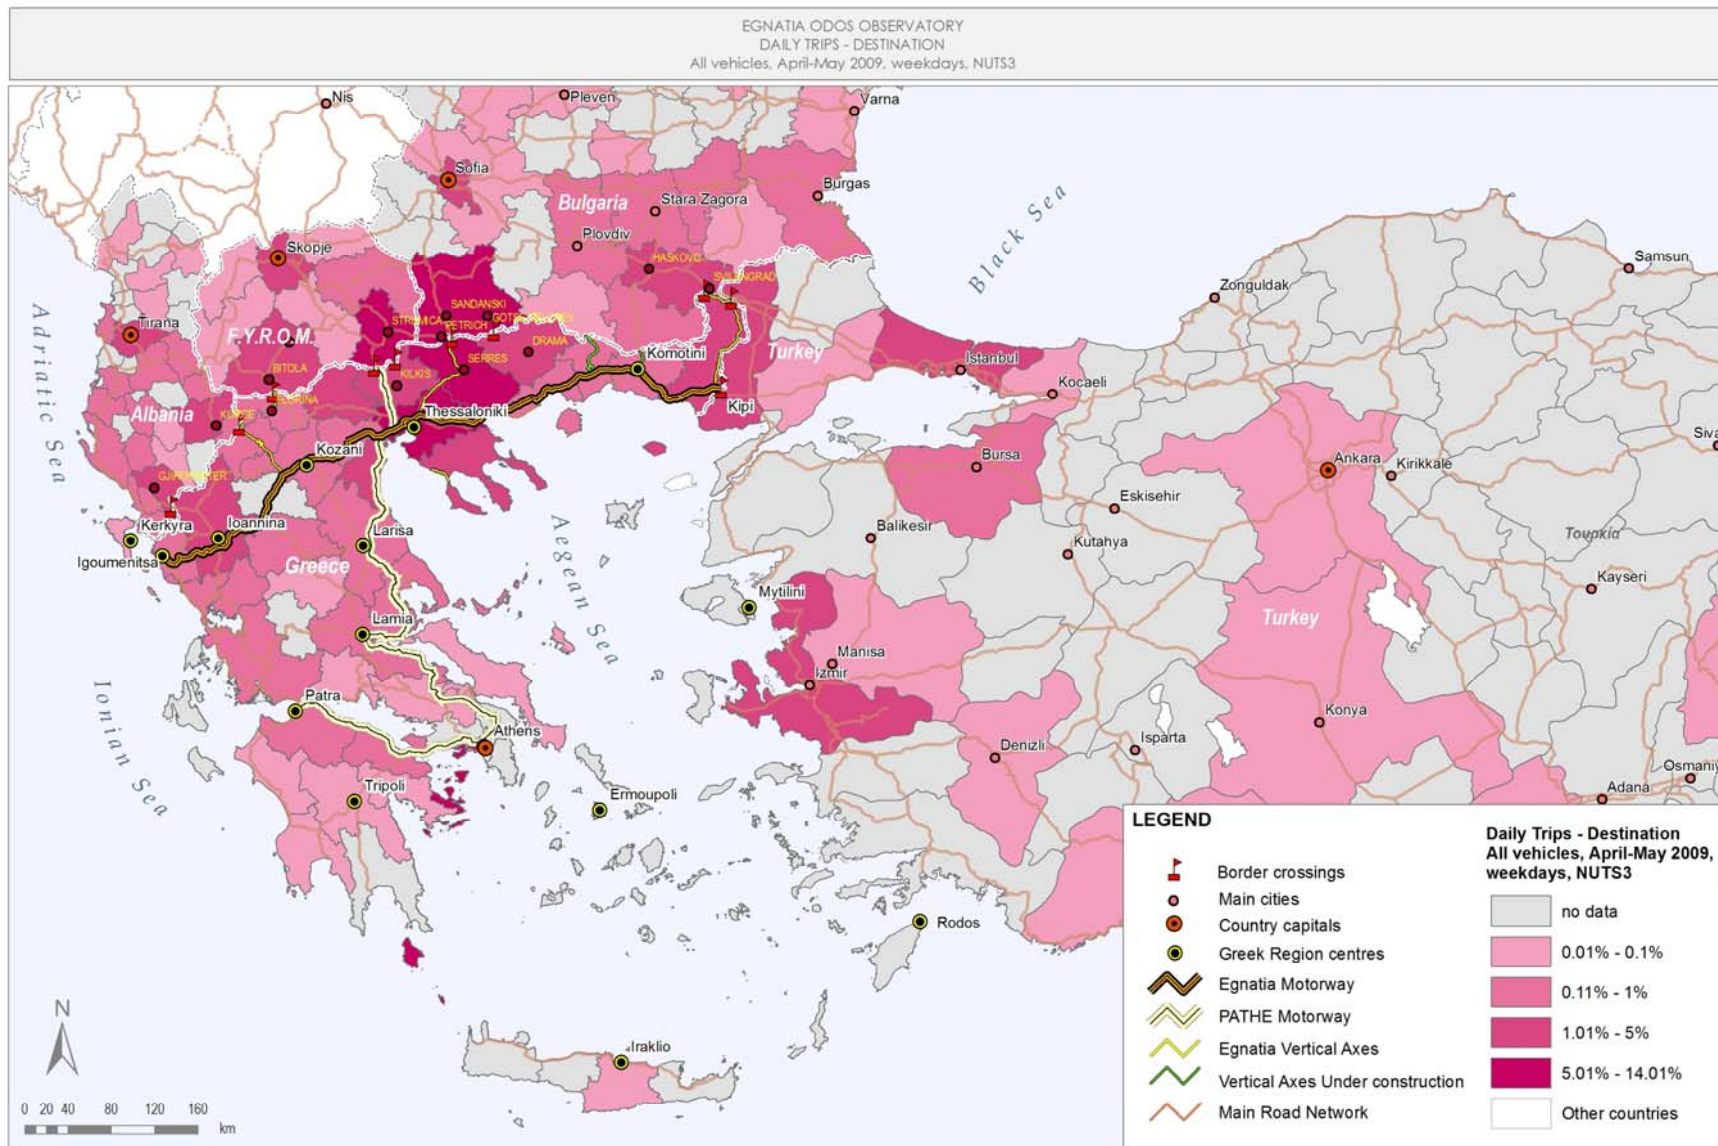 EGNATIA ODOS OBSERVATORY
DAILY TRIPS - DESTINATION
All vehicles, April-May 2009, weekdays, NUTS3
Nis
Pleven
Varna
Sofia
Bulgaria
Stara Zagora
Burgas
Plovdiv
Black Sea
Skopje
HASKOVO
SVILENGRAD
Samsun
Zonguldak
Adriatic Sea
Tirana
F.Y.R.O.M.
SANDANSKI
STRUMICA
PETRICH
DRAMA
SERRES
Komotini
Turkey
Istanbul
BITOLA
KILKIS
Kocaeli
Kipi
FLORINA
Albania
KORCE
Thessaloniki
Kozani
Bursa
Ankara
Kirikkale
Siva
Eskisehir
Kerkyra
Ioannina
Larisa
Aegean Sea
Balikesir
Kutahya
Τουρκία
Igoumenitsa
Greece
Kayseri
Mytilini
Lamia
Turkey
Manisa
Izmir
Ionian Sea
Patra
Athens
Konya
Denizli
Isparta
Osmaniy
Tripoli
Ermoupoli
Adana
Rodos
Iraklio
N
0 20 40 80 120 160
km
LEGEND
Border crossings
Main cities
Country capitals
Greek Region centres
Egnatia Motorway
PATHE Motorway
Egnatia Vertical Axes
Vertical Axes Under construction
Main Road Network
Daily Trips - Destination
All vehicles, April-May 2009,
weekdays, NUTS3
no data
0.01% - 0.1%
0.11% - 1%
1.01% - 5%
5.01% - 14.01%
Other countries